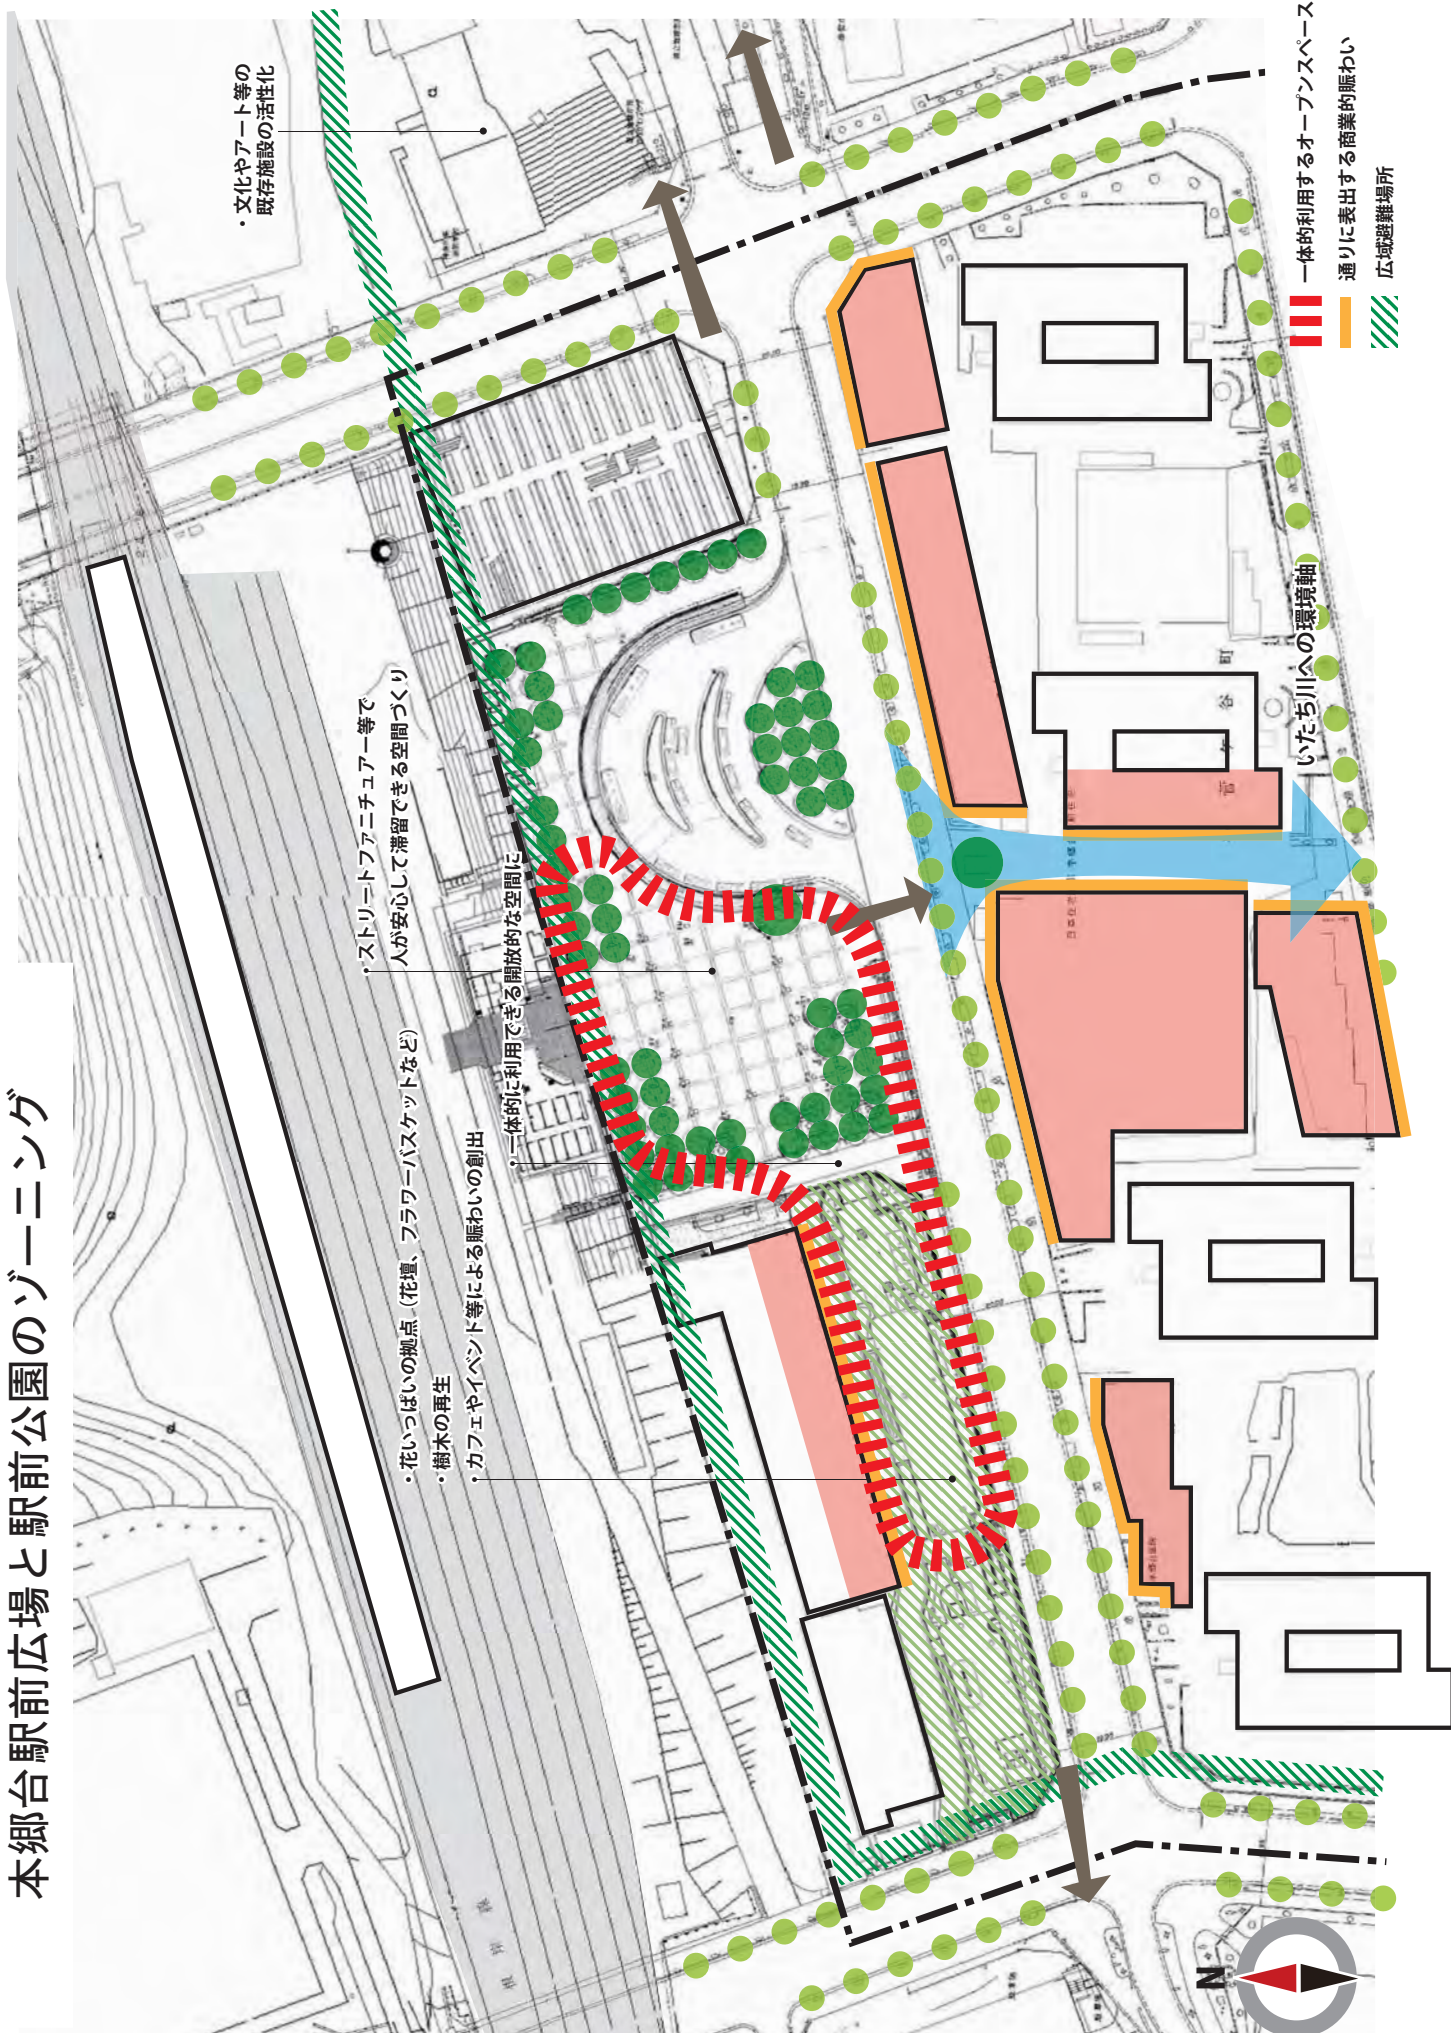 本郷台駅前広場と駅前公園のゾーニング
・文化やアート等の
既存施設の活性化
・ストリートファニチュアー等で
人が安心して滞留できる空間づくり
・一体的に利用できる開放的な空間に
・花いっぱいの拠点（花壇、フラワーバスケットなど）
・樹木の再生
・カフェやイベント等による賑わいの創出
いたち川への環境軸
一体的利用するオープンスペース
通りに表出する商業的賑わい
広域避難場所
N